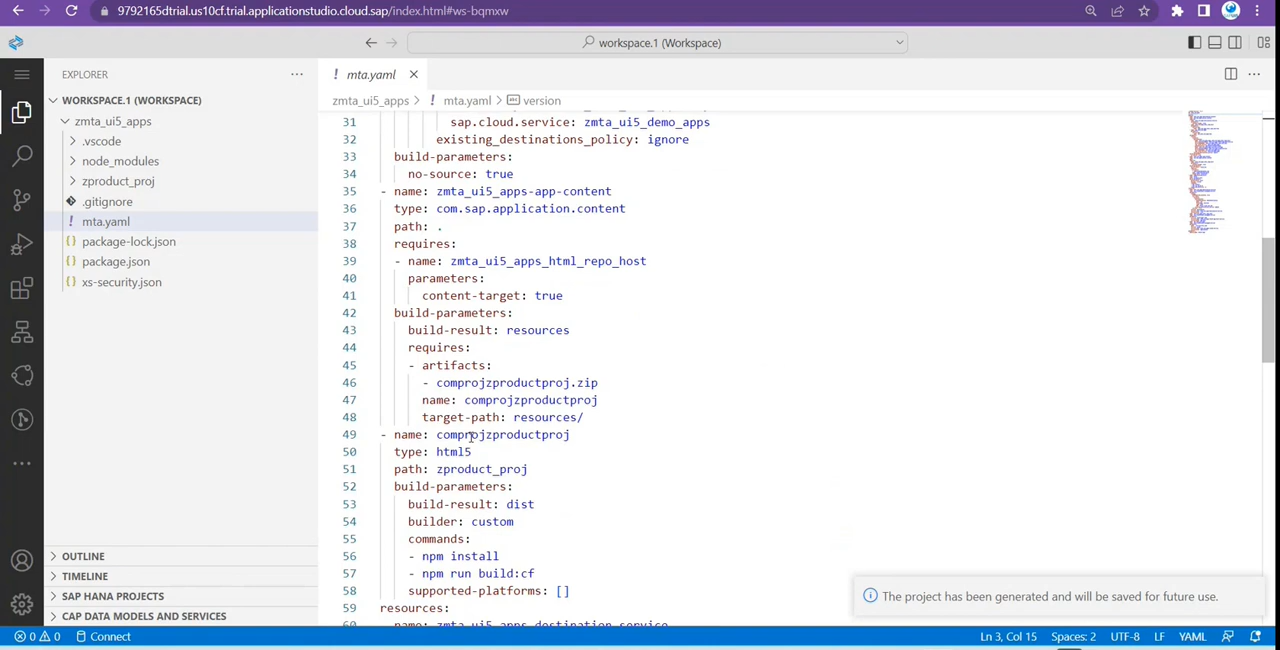 9792165dtrial.us10cf.trial.applicationstudio.cloud.sap/index.html#ws-bqmxw
workspace.1 (Workspace)
EXPLORER
WORKSPACE.1 (WORKSPACE)
zmta_ui5_apps
.vscode
node_modules
zproduct_proj
.gitignore
mta.yaml
package-lock.json
package.json
xs-security.json
OUTLINE
TIMELINE
SAP HANA PROJECTS
CAP DATA MODELS AND SERVICES
mta.yaml
zmta_ui5_apps > mta.yaml > version
31 sap.cloud.service: zmta_ui5_demo_apps
32 existing_destinations_policy: ignore
33 build-parameters:
34 no-source: true
35 - name: zmta_ui5_apps-app-content
36 type: com.sap.application.content
37 path: .
38 requires:
39 - name: zmta_ui5_apps_html_repo_host
40 parameters:
41 content-target: true
42 build-parameters:
43 build-result: resources
44 requires:
45 - artifacts:
46 - comprojzproductproj.zip
47 name: comprojzproductproj
48 target-path: resources/
49 - name: comprojzproductproj
50 type: html5
51 path: zproduct_proj
52 build-parameters:
53 build-result: dist
54 builder: custom
55 commands:
56 - npm install
57 - npm run build:cf
58 supported-platforms: []
59 resources:
60 name: zmta_ui5_apps_destination_service
The project has been generated and will be saved for future use.
0 0 Connect
Ln 3, Col 15 Spaces: 2 UTF-8 LF YAML